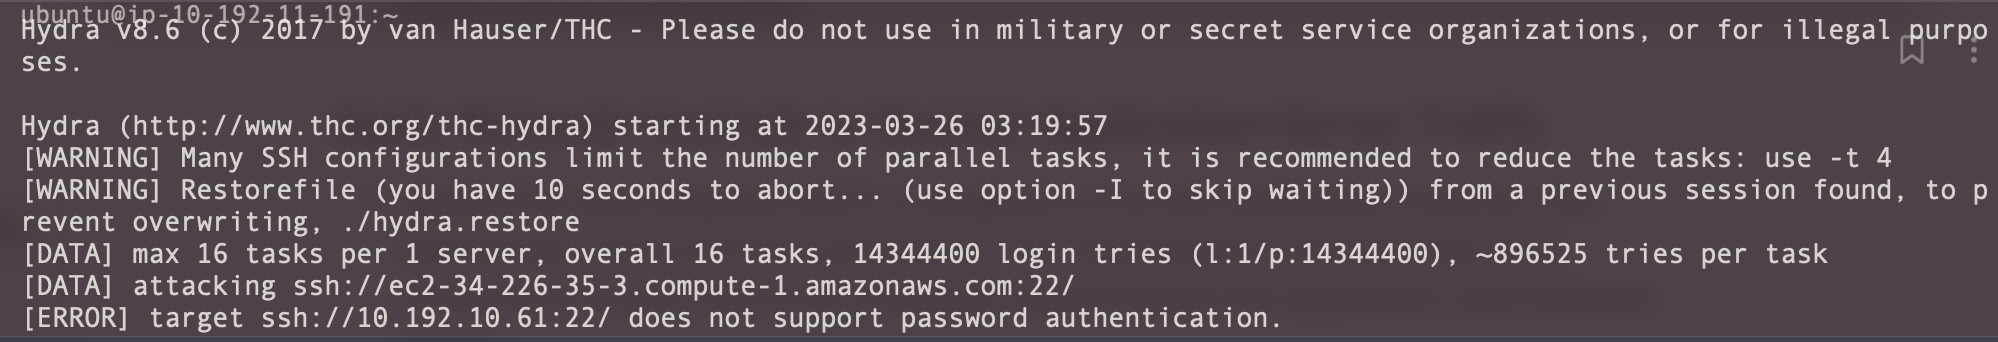 ubuntu@ip-10-192-11-191:~
Hydra v8.6 (c) 2017 by van Hauser/THC - Please do not use in military or secret service organizations, or for illegal purpo
ses.
Hydra (http://www.thc.org/thc-hydra) starting at 2023-03-26 03:19:57
[WARNING] Many SSH configurations limit the number of parallel tasks, it is recommended to reduce the tasks: use -t 4
[WARNING] Restorefile (you have 10 seconds to abort... (use option -I to skip waiting)) from a previous session found, to p
revent overwriting, ./hydra.restore
[DATA] max 16 tasks per 1 server, overall 16 tasks, 14344400 login tries (l:1/p:14344400), ~896525 tries per task
[DATA] attacking ssh://ec2-34-226-35-3.compute-1.amazonaws.com:22/
[ERROR] target ssh://10.192.10.61:22/ does not support password authentication.